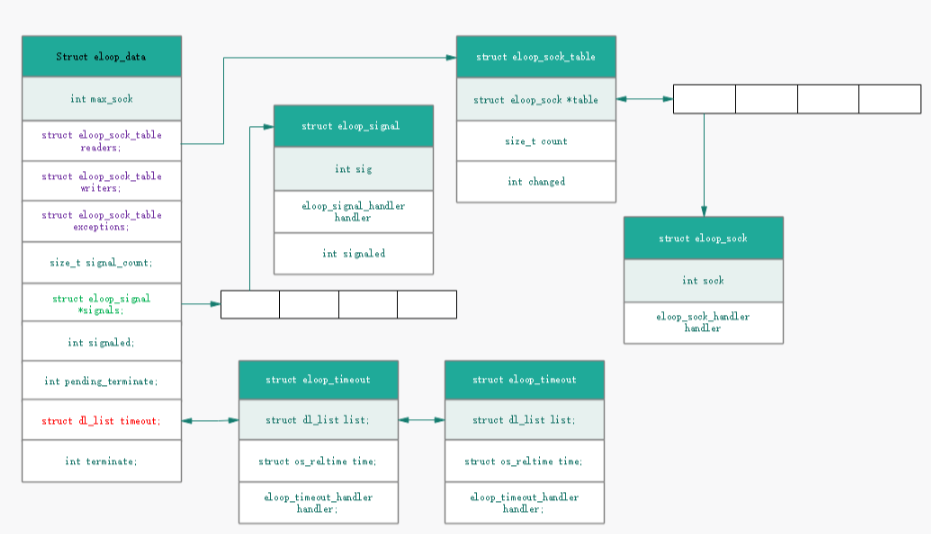 Struct eloop_data
int max_sock
struct eloop_sock_table
readers;
struct eloop_sock_table
writers;
struct eloop_sock_table
exceptions;
size_t signal_count;
struct eloop_signal
*signals;
int signaled;
int pending_terminate;
struct dl_list timeout;
int terminate;
struct eloop_signal
int sig
eloop_signal_handler
handler
int signaled
struct eloop_sock_table
struct eloop_sock *table
size_t count
int changed
struct eloop_sock
int sock
eloop_sock_handler
handler
struct eloop_timeout
struct dl_list list;
struct os_reltime time;
eloop_timeout_handler
handler;
struct eloop_timeout
struct dl_list list;
struct os_reltime time;
eloop_timeout_handler
handler;